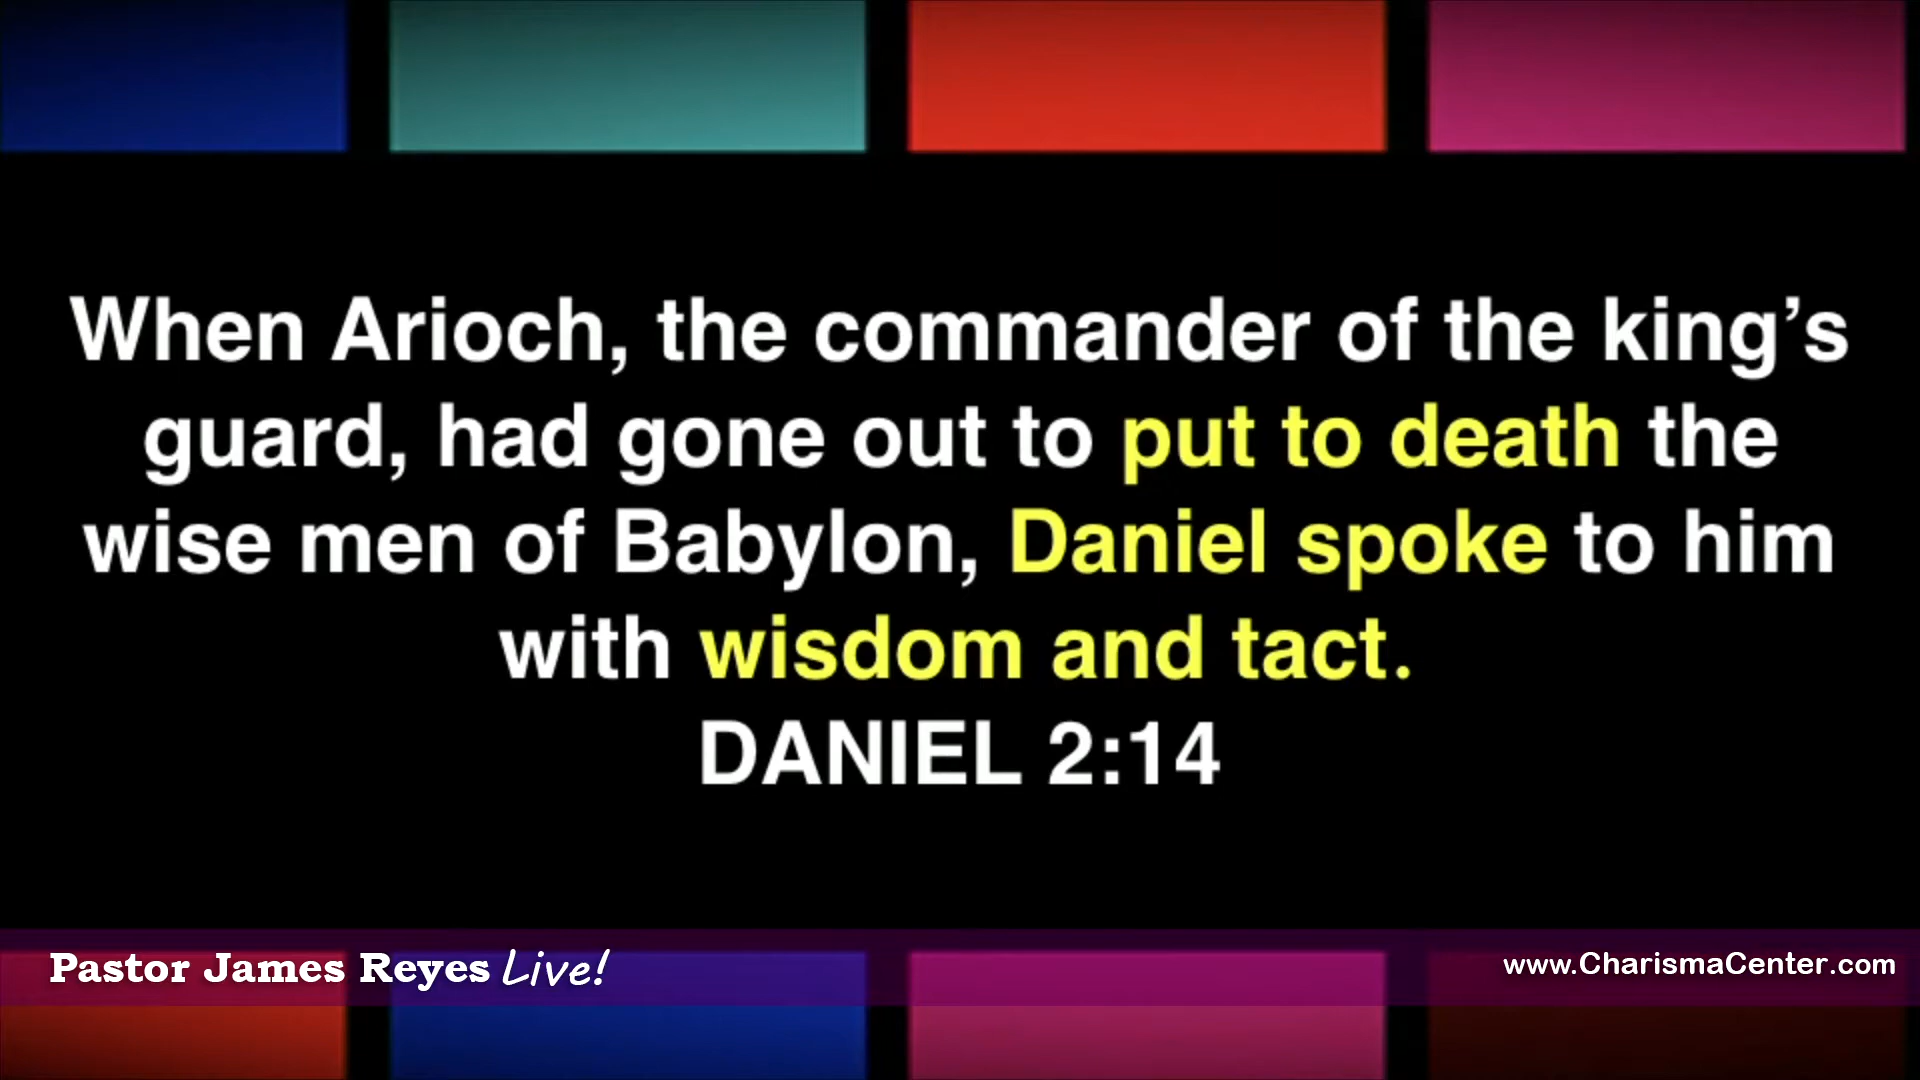 When Arioch, the commander of the king’s
guard, had gone out to put to death the
wise men of Babylon, Daniel spoke to him
with wisdom and tact.
DANIEL 2:14
Pastor James Reyes Live!
www.CharismaCenter.com